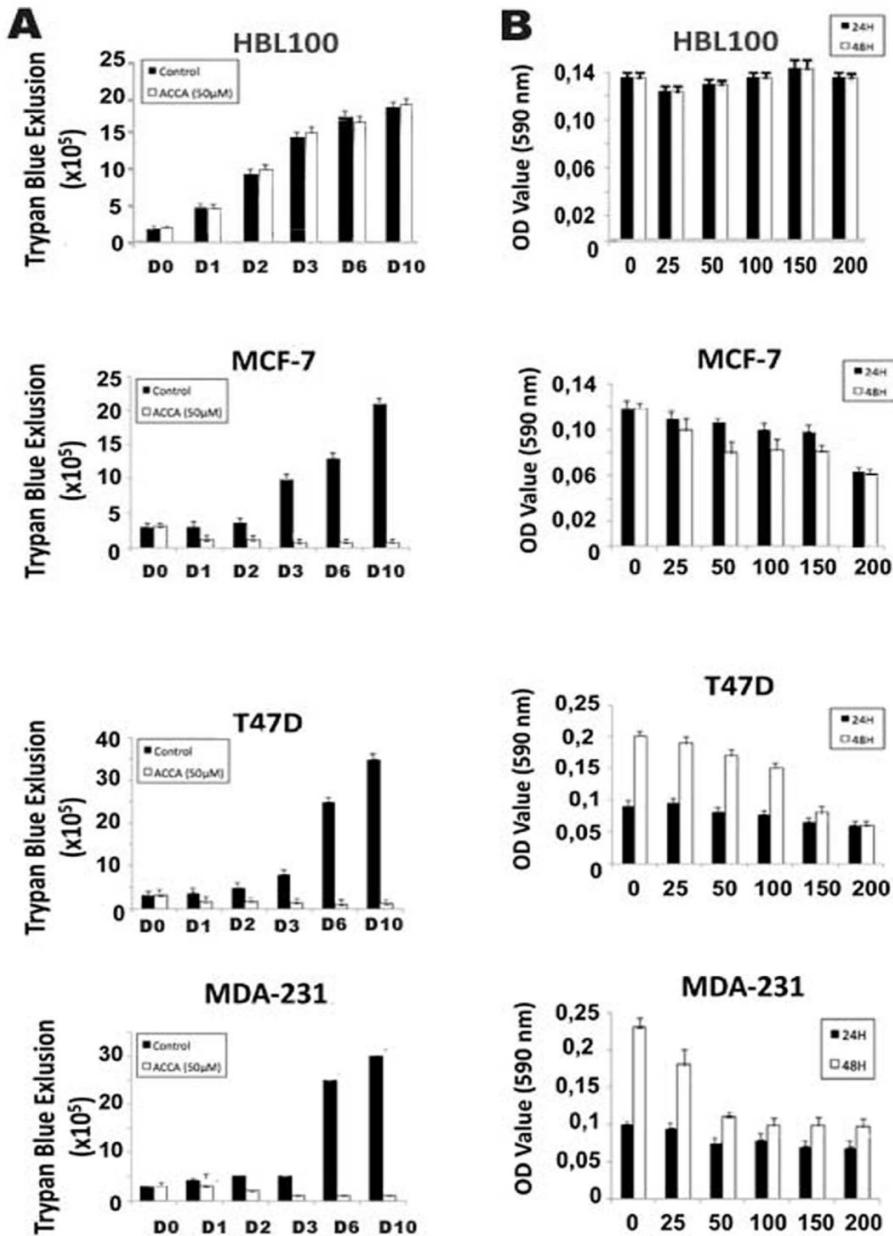 A
HBL100
Trypan Blue Exlusion
(x10⁵)
25
20
15
10
5
0
Control
ACCA (50µM)
D0 D1 D2 D3 D6 D10
B
HBL100
24H
48H
OD Value (590 nm)
0,14
0,10
0,06
0,02
0
0 25 50 100 150 200
MCF-7
Trypan Blue Exlusion
(x10⁵)
25
20
15
10
5
0
Control
ACCA (50µM)
D0 D1 D2 D3 D6 D10
MCF-7
24H
48H
OD Value (590 nm)
0,14
0,10
0,06
0,02
0
0 25 50 100 150 200
T47D
Trypan Blue Exlusion
(x10⁵)
40
30
20
10
0
Control
ACCA (50µM)
D0 D1 D2 D3 D6 D10
T47D
24H
48H
OD Value (590 nm)
0,25
0,2
0,15
0,1
0,05
0
0 25 50 100 150 200
MDA-231
Trypan Blue Exlusion
(x10⁵)
30
20
10
0
Control
ACCA (50µM)
D0 D1 D2 D3 D6 D10
MDA-231
24H
48H
OD Value (590 nm)
0,25
0,2
0,15
0,1
0,05
0
0 25 50 100 150 200